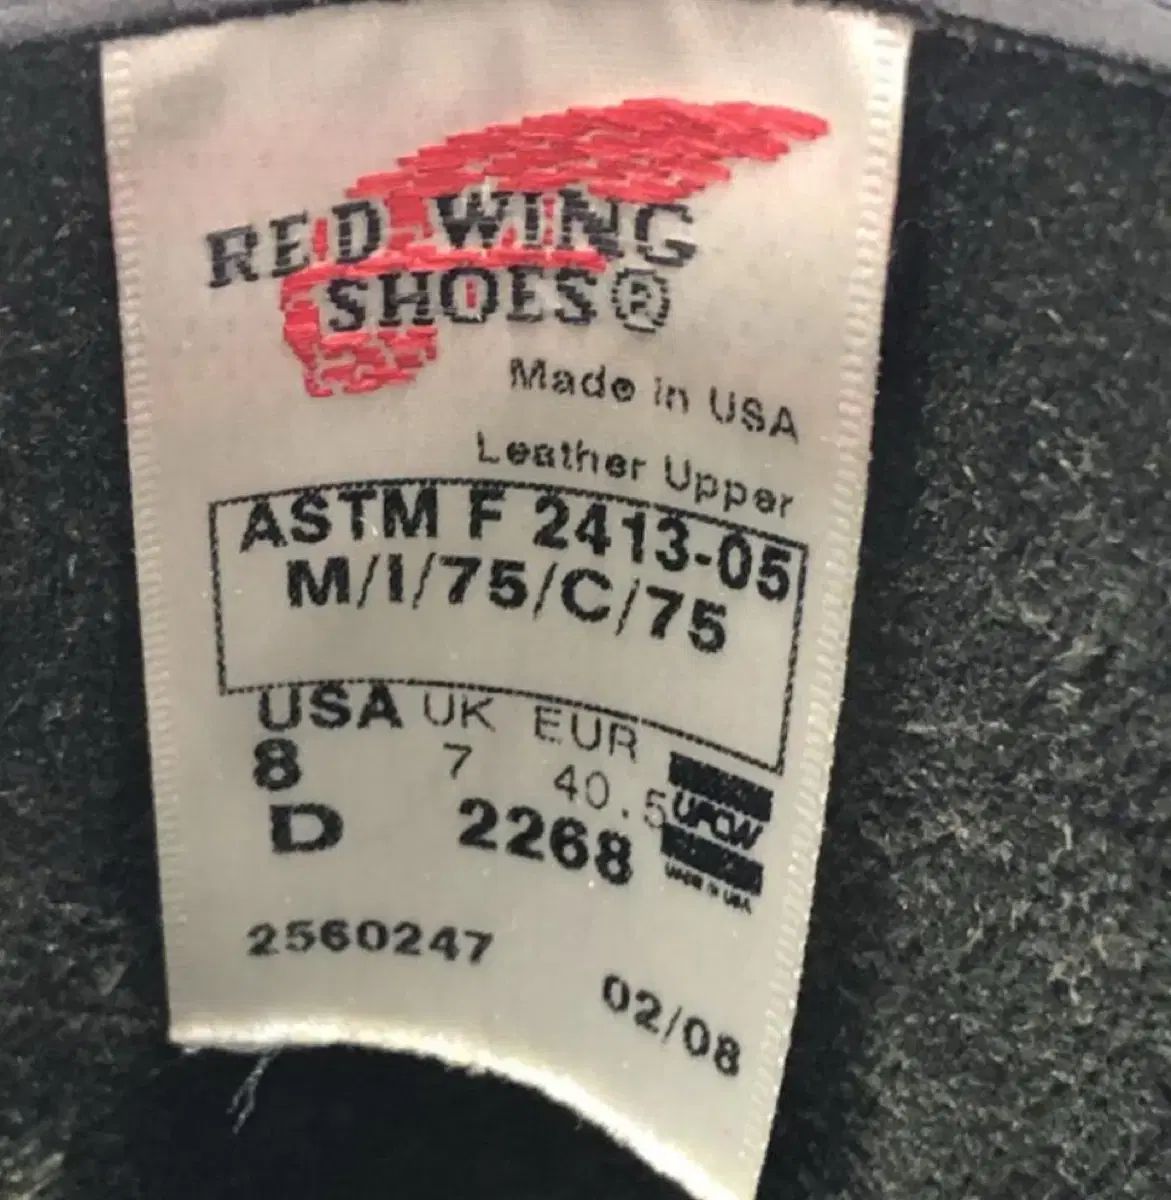 RED WING
SHOES®
Made in USA
Leather Upper
ASTM F 2413-05
M/I/75/C/75
USA UK EUR
8 7 40.5
D 2268
UFCW
MADE IN USA
2560247
02/08